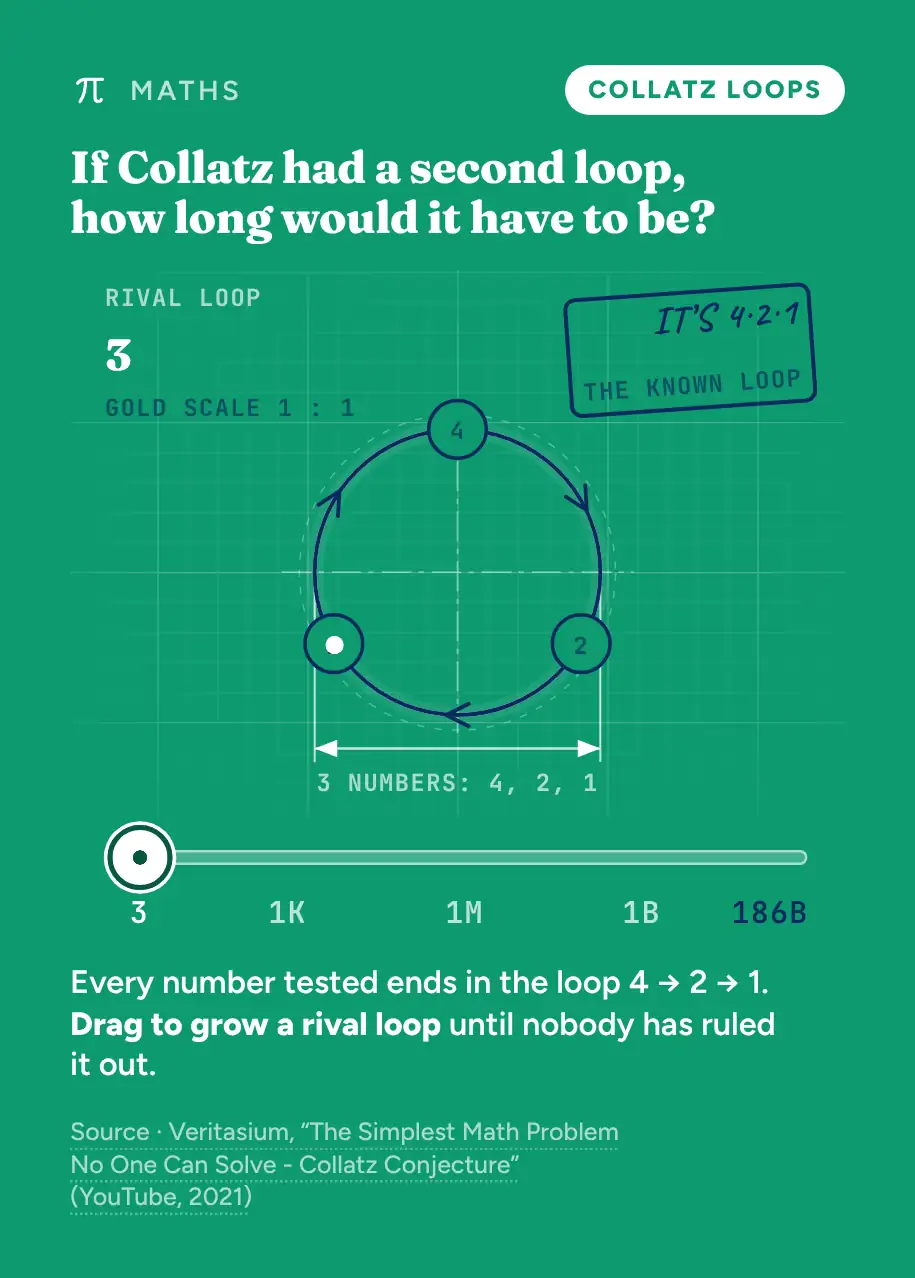 π MATHS
COLLATZ LOOPS
If Collatz had a second loop,
how long would it have to be?
RIVAL LOOP
3
GOLD SCALE 1 : 1
IT'S 4·2·1
THE KNOWN LOOP
4
2
3 NUMBERS: 4, 2, 1
3 1K 1M 1B 186B
Every number tested ends in the loop 4 → 2 → 1.
Drag to grow a rival loop until nobody has ruled
it out.
Source · Veritasium, “The Simplest Math Problem
No One Can Solve - Collatz Conjecture”
(YouTube, 2021)